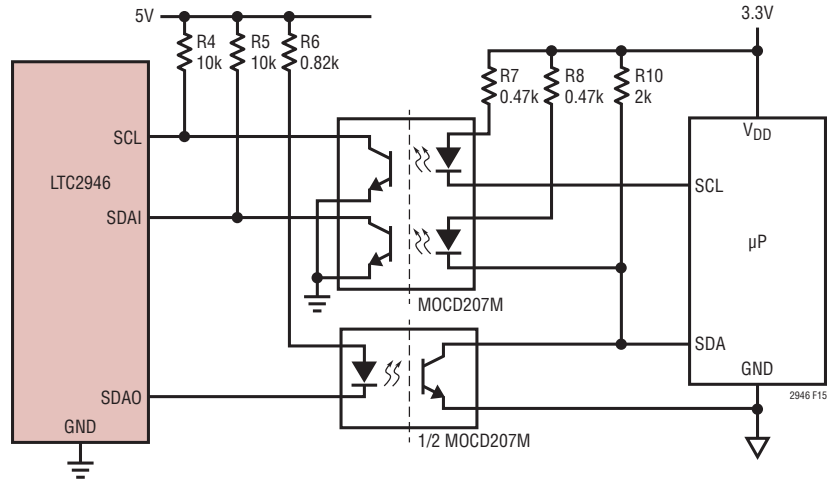 5V
3.3V
R4
10k
R5
10k
R6
0.82k
R7
0.47k
R8
0.47k
R10
2k
VDD
SCL
LTC2946
SCL
SDAI
µP
MOCD207M
SDA
SDAO
GND
GND
2946 F15
1/2 MOCD207M